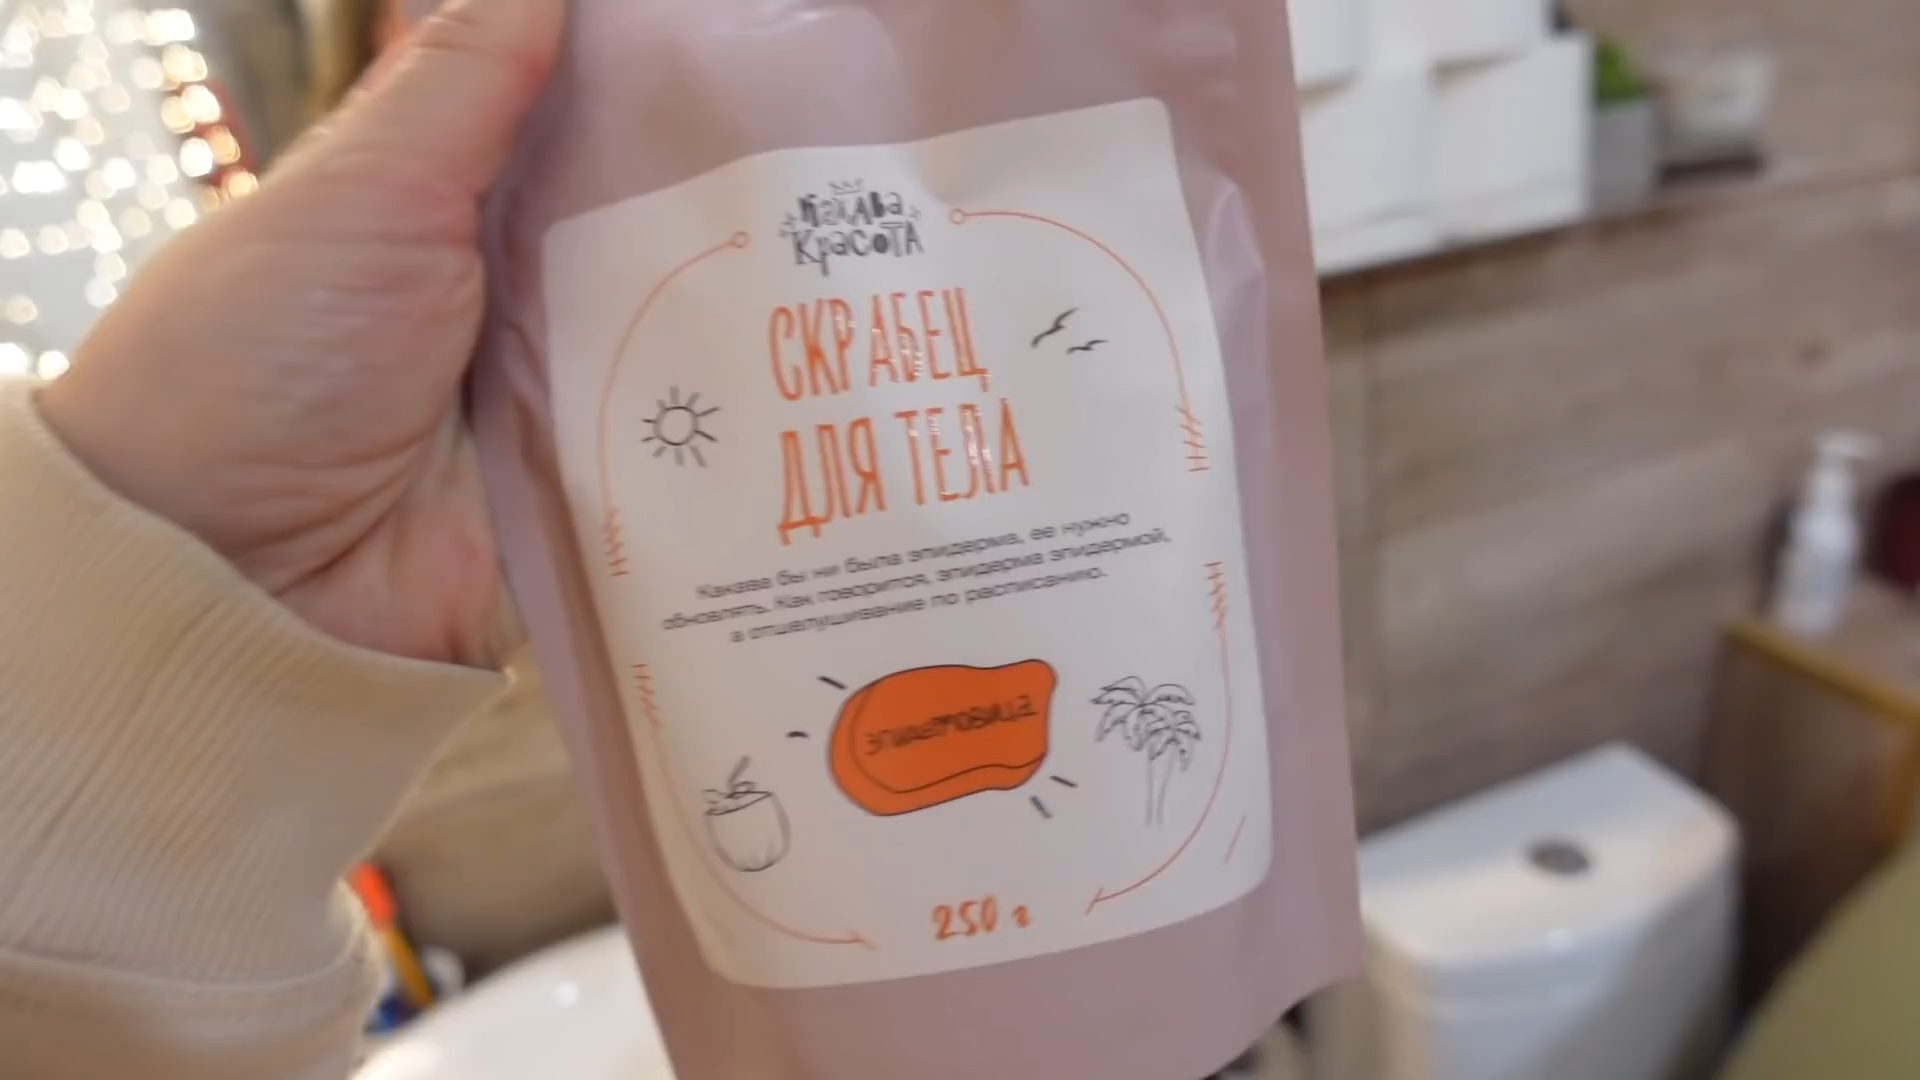 Какава
Красота
СКРАБЕЦ
ДЛЯ ТЕЛА
Какава бы ни была эпидерма, ее нужно
обновлять. Как говорится, эпидерма эпидермой,
а отшелушивание по расписанию.
250 г